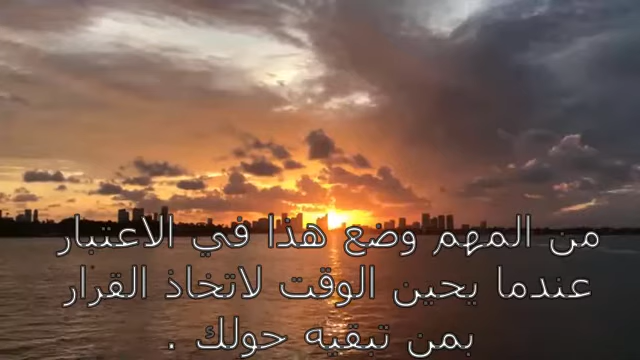 من المهم وضع هذا في الاعتبار
عندما يحين الوقت لاتخاذ القرار
بمن تبقيه حولك .